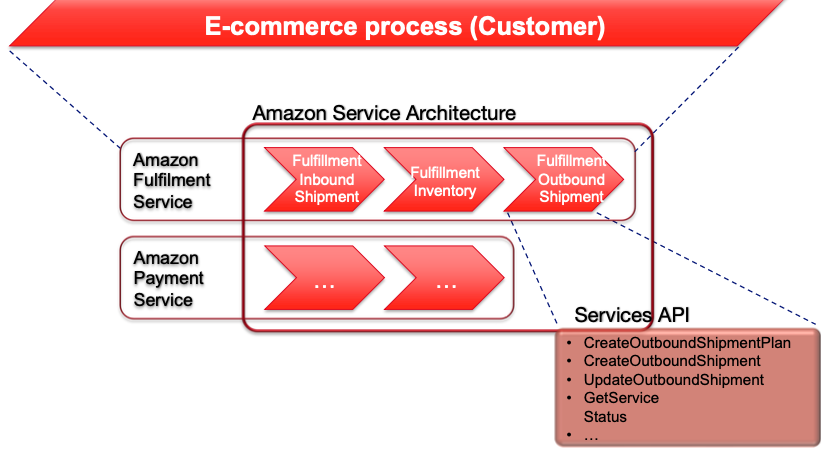 E-commerce process (Customer)
Amazon Service Architecture
Amazon
Fulfilment
Service
Fulfillment
Inbound
Shipment
Fulfillment
Inventory
Fulfillment
Outbound
Shipment
Amazon
Payment
Service
...
...
Services API
• CreateOutboundShipmentPlan
• CreateOutboundShipment
• UpdateOutboundShipment
• GetService
Status
• ...